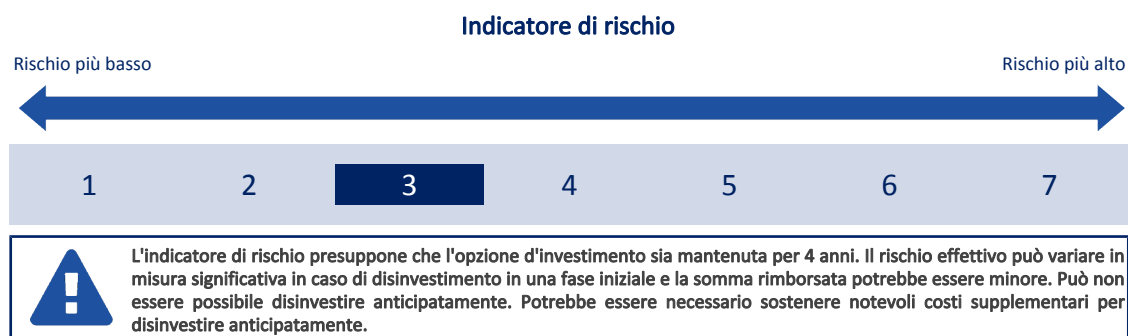 Indicatore di rischio
Rischio più basso
Rischio più alto
1 2 3 4 5 6 7
L'indicatore di rischio presuppone che l'opzione d'investimento sia mantenuta per 4 anni. Il rischio effettivo può variare in
misura significativa in caso di disinvestimento in una fase iniziale e la somma rimborsata potrebbe essere minore. Può non
essere possibile disinvestire anticipatamente. Potrebbe essere necessario sostenere notevoli costi supplementari per
disinvestire anticipatamente.